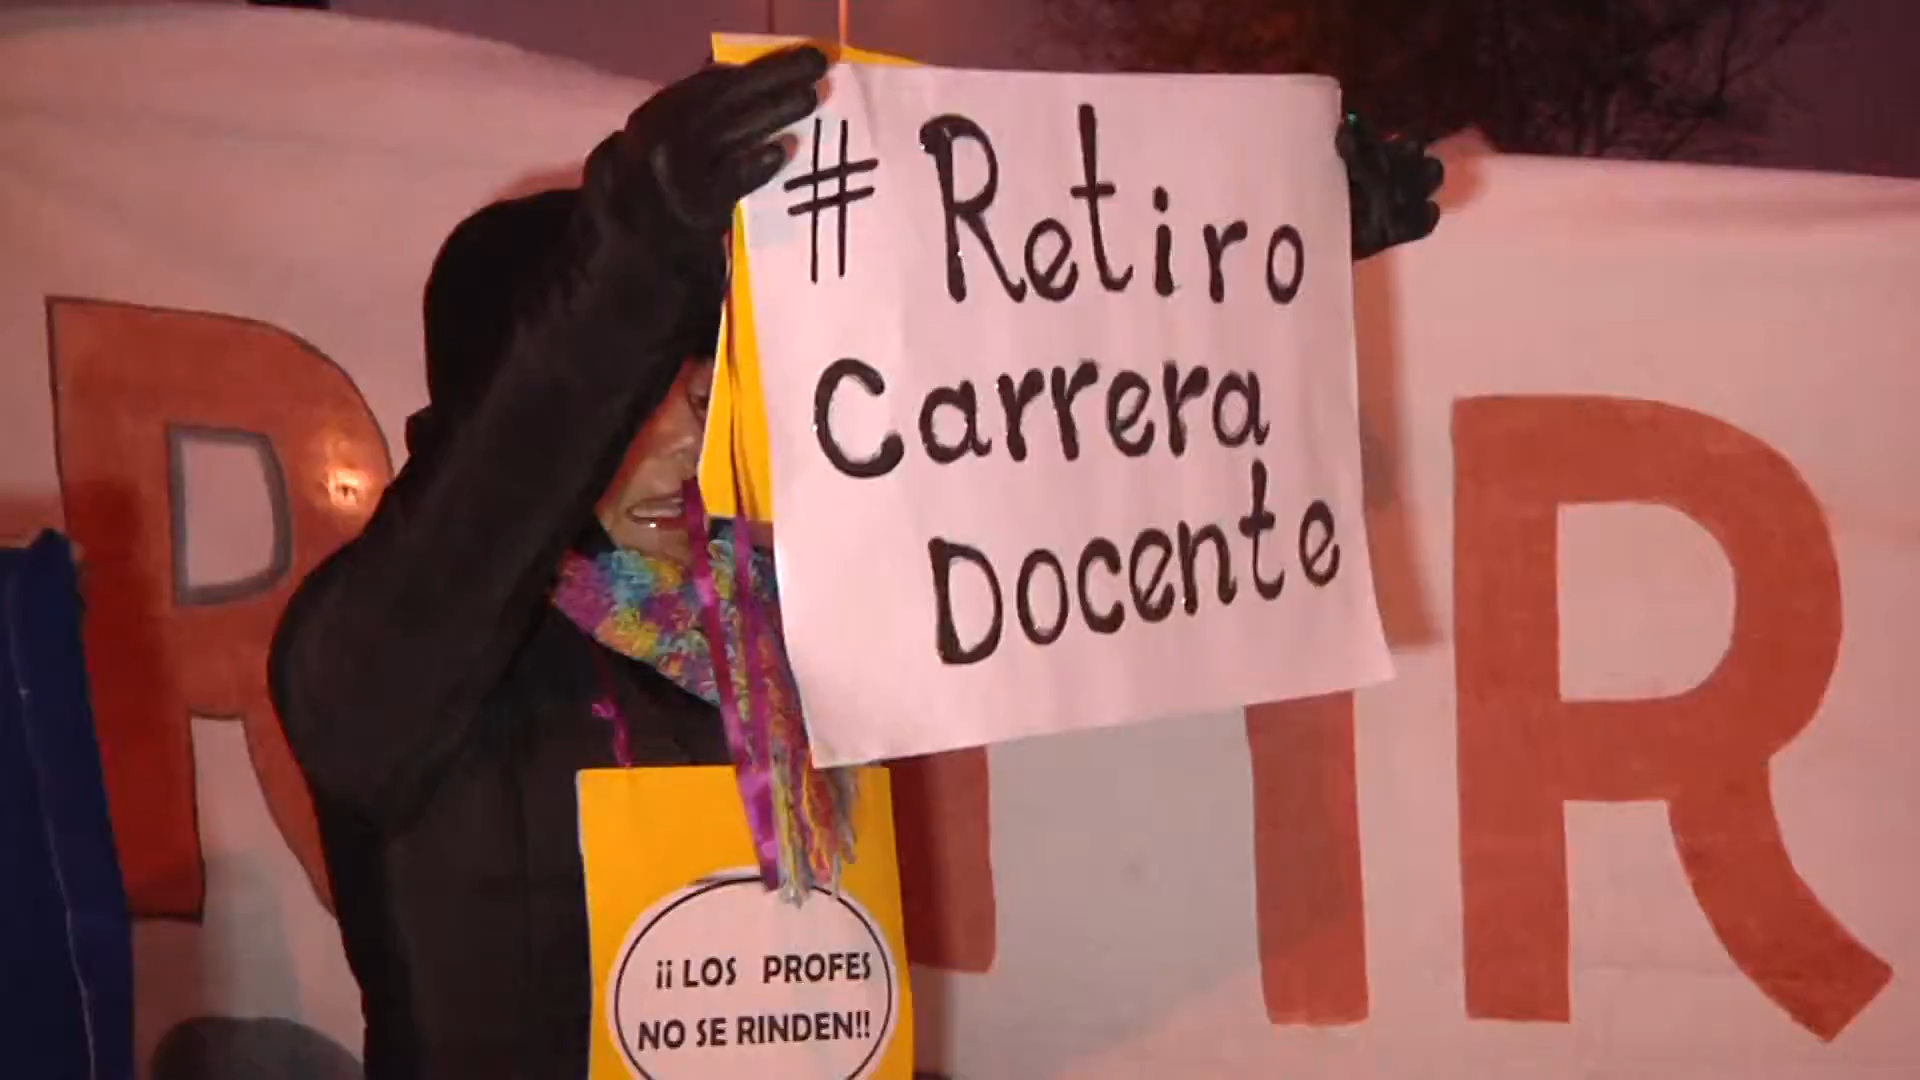 # Retiro
Carrera
Docente
¡¡ LOS PROFES
NO SE RINDEN!!